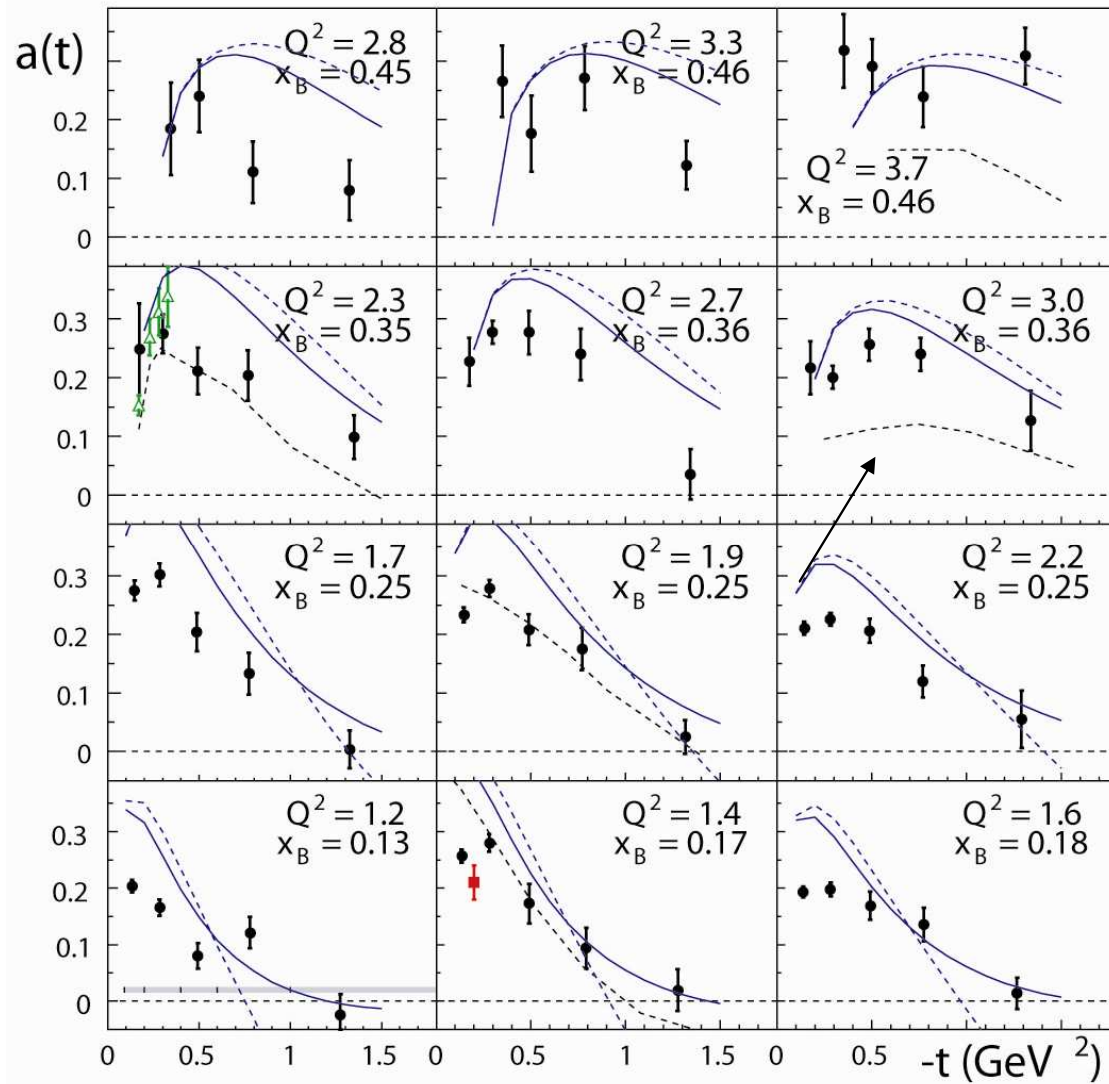 a(t)
Q² = 2.8
x_B = 0.45
Q² = 3.3
x_B = 0.46
Q² = 3.7
x_B = 0.46
0.2
0.1
0
Q² = 2.3
x_B = 0.35
Q² = 2.7
x_B = 0.36
Q² = 3.0
x_B = 0.36
0.3
0.2
0.1
0
Q² = 1.7
x_B = 0.25
Q² = 1.9
x_B = 0.25
Q² = 2.2
x_B = 0.25
0.3
0.2
0.1
0
Q² = 1.2
x_B = 0.13
Q² = 1.4
x_B = 0.17
Q² = 1.6
x_B = 0.18
0.3
0.2
0.1
0
0 0.5 1 1.5 0 0.5 1 1.5 0 0.5 -t (GeV ²)